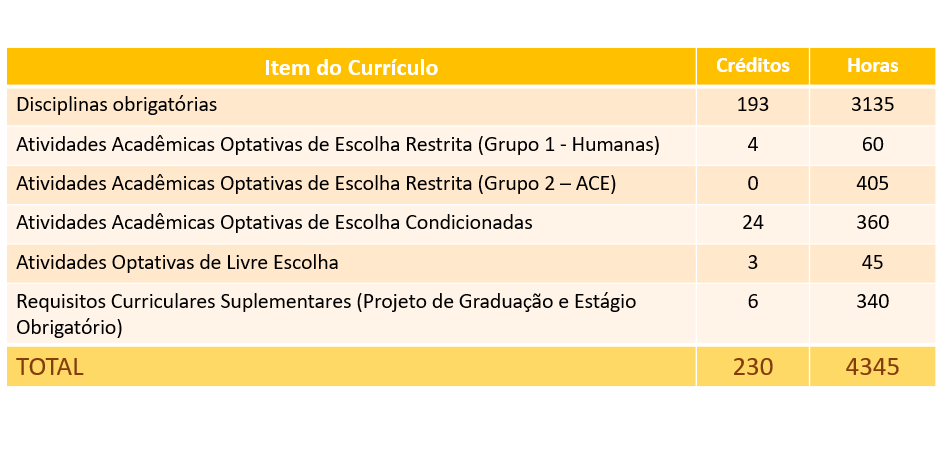 Item do Currículo Créditos Horas
Disciplinas obrigatórias 193 3135
Atividades Acadêmicas Optativas de Escolha Restrita (Grupo 1 - Humanas) 4 60
Atividades Acadêmicas Optativas de Escolha Restrita (Grupo 2 – ACE) 0 405
Atividades Acadêmicas Optativas de Escolha Condicionadas 24 360
Atividades Optativas de Livre Escolha 3 45
Requisitos Curriculares Suplementares (Projeto de Graduação e Estágio 6 340
Obrigatório)
TOTAL 230 4345